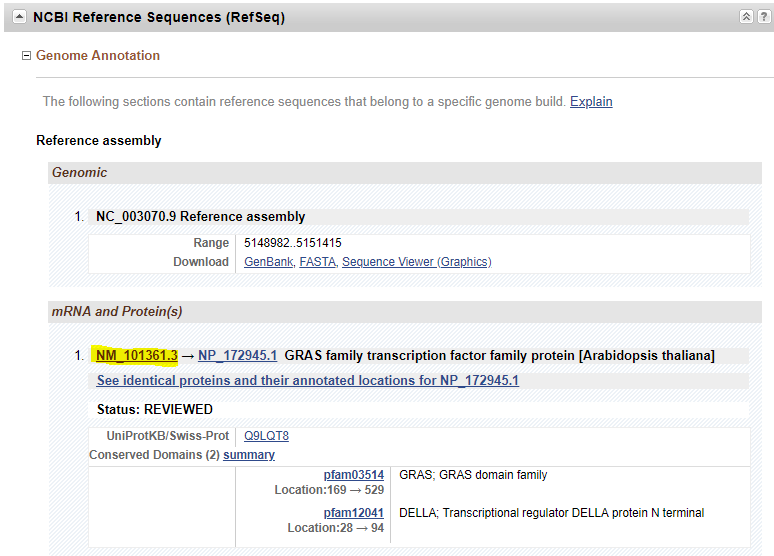 NCBI Reference Sequences (RefSeq)
?
Genome Annotation
The following sections contain reference sequences that belong to a specific genome build. Explain
Reference assembly
Genomic
1. NC_003070.9 Reference assembly
Range 5148982..5151415
Download GenBank, FASTA, Sequence Viewer (Graphics)
mRNA and Protein(s)
1. NM_101361.3 → NP_172945.1 GRAS family transcription factor family protein [Arabidopsis thaliana]
See identical proteins and their annotated locations for NP_172945.1
Status: REVIEWED
UniProtKB/Swiss-Prot Q9LQT8
Conserved Domains (2) summary
pfam03514 GRAS; GRAS domain family
Location:169 → 529
pfam12041 DELLA; Transcriptional regulator DELLA protein N terminal
Location:28 → 94